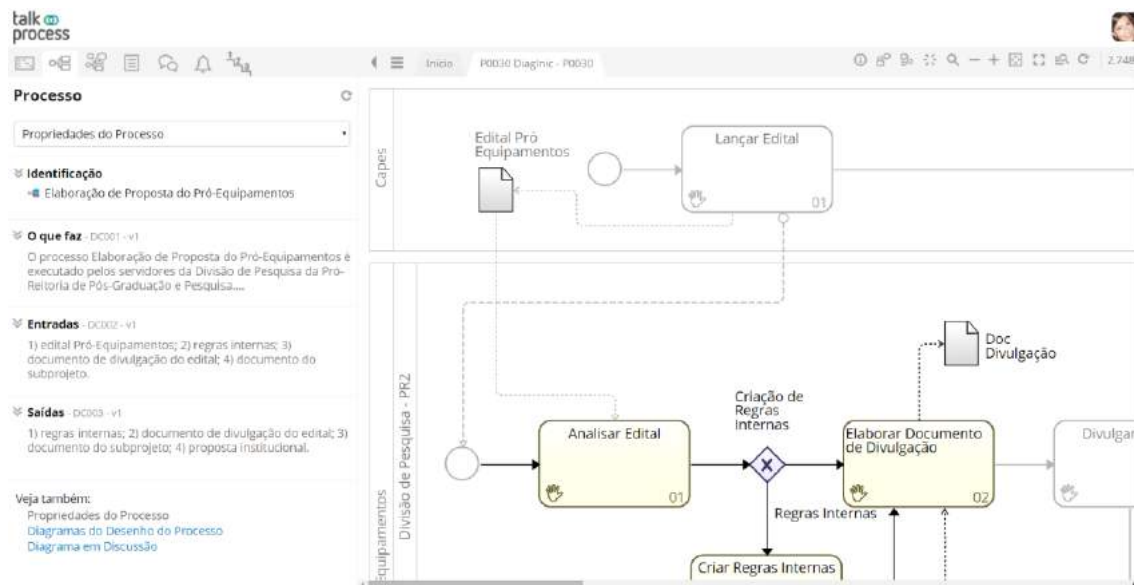 talk
process
Início
P0030 Diaginic - P0030
2.748
Processo
Propriedades do Processo
Identificação
Elaboração de Proposta do Pró-Equipamentos
O que faz - DC001 - v1
O processo Elaboração de Proposta do Pró-Equipamentos é
executado pelos servidores da Divisão de Pesquisa da Pró-
Reitoria de Pós-Graduação e Pesquisa....
Entradas - DC002 - v1
1) edital Pró-Equipamentos; 2) regras internas; 3)
documento de divulgação do edital; 4) documento do
subprojeto.
Saídas - DC003 - v1
1) regras internas; 2) documento de divulgação do edital; 3)
documento do subprojeto; 4) proposta institucional.
Veja também:
Propriedades do Processo
Diagramas do Desenho do Processo
Diagrama em Discussão
Capes
Edital Pró
Equipamentos
Lançar Edital
01
equipamentos
Divisão de Pesquisa - PR2
Doc
Divulgação
Analisar Edital
01
Criação de
Regras
Internas
Elaborar Documento
de Divulgação
02
Divulgar
Regras Internas
Criar Regras Internas